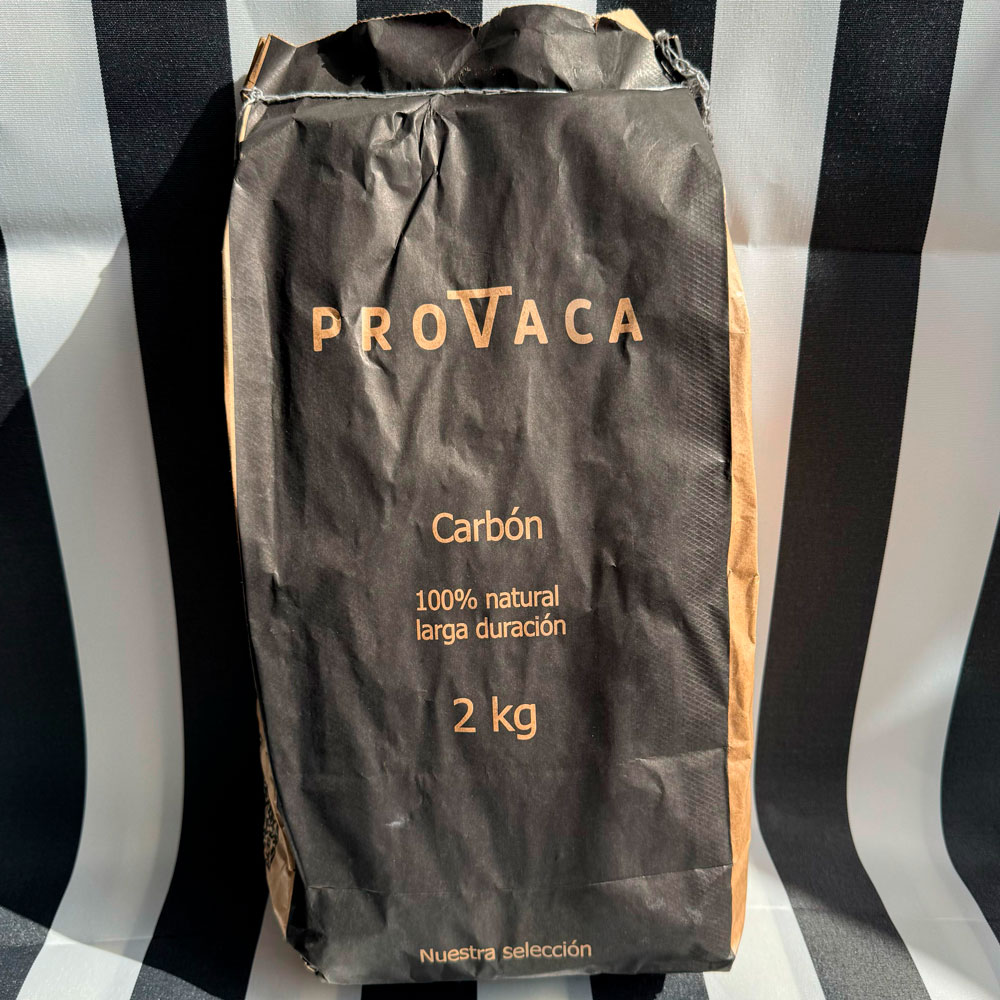 PROVACA
Carbón
100% natural
larga duración
2 kg
Nuestra selección